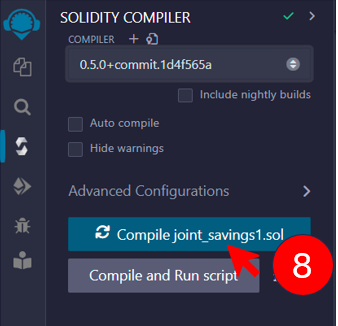 SOLIDITY COMPILER
COMPILER
0.5.0+commit.1d4f565a
Include nightly builds
Auto compile
Hide warnings
Advanced Configurations
Compile joint_savings1.sol
Compile and Run script
8